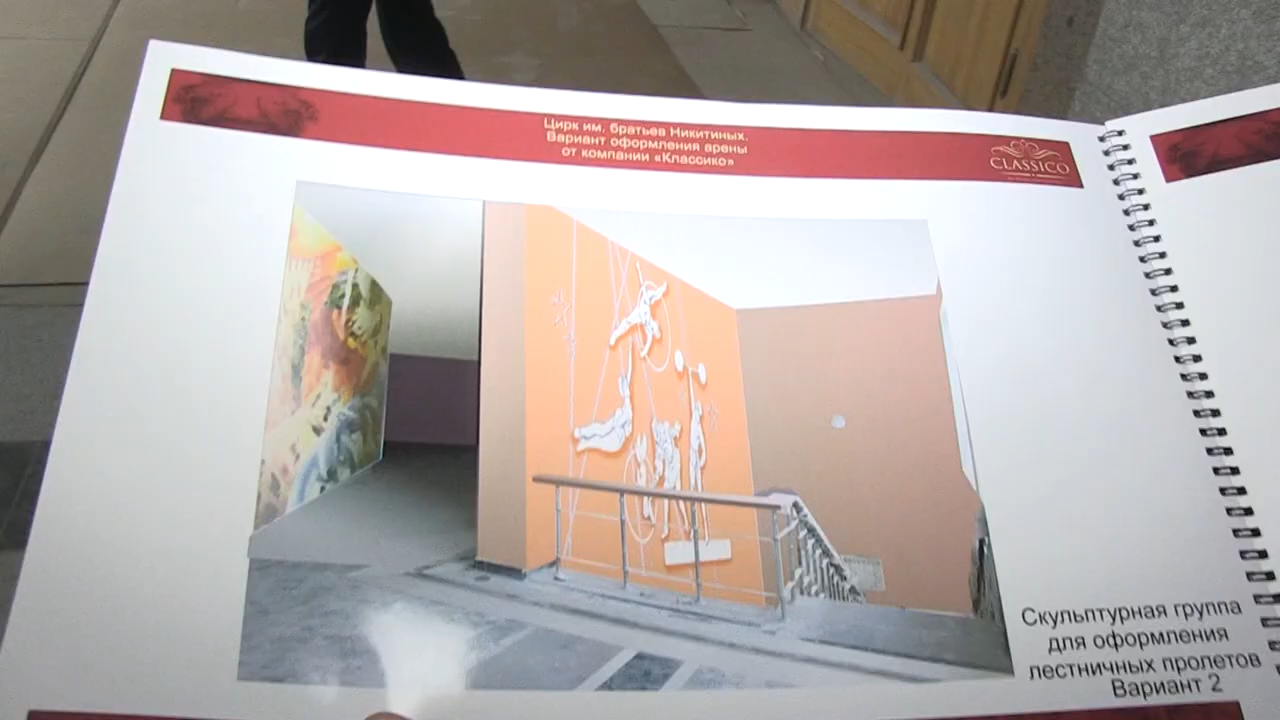 Цирк им. братьев Никитиных.
Вариант оформления арены
от компании «Классико»
CLASSICO
Скульптурная группа
для оформления
лестничных пролетов
Вариант 2